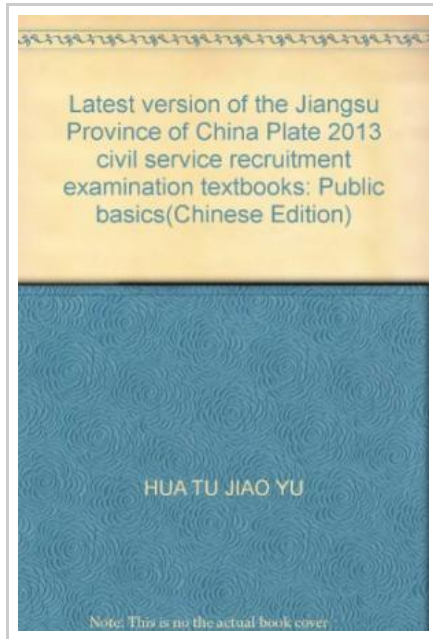 Latest version of the Jiangsu
Province of China Plate 2013
civil service recruitment
examination textbooks: Public
basics(Chinese Edition)
HUA TU JIAO YU
Note: This is no the actual book cover